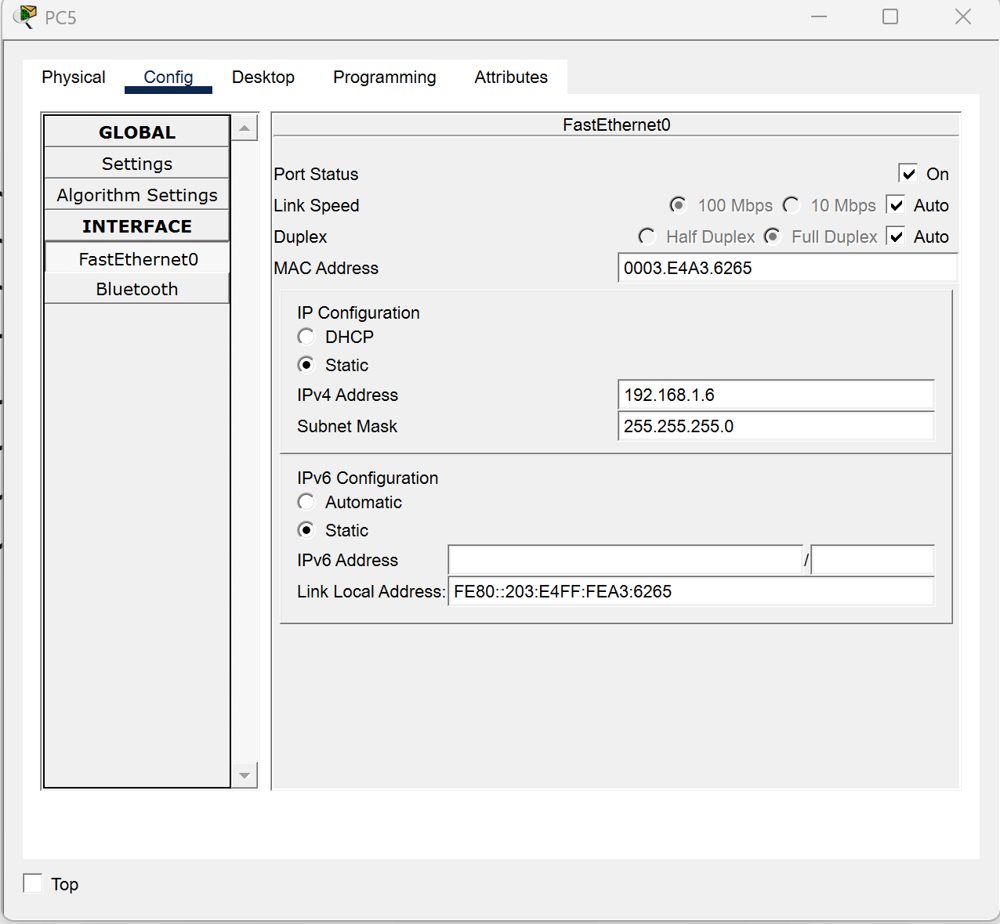 PC5
Physical Config Desktop Programming Attributes
GLOBAL
Settings
Algorithm Settings
INTERFACE
FastEthernet0
Bluetooth
FastEthernet0
Port Status On
Link Speed 100 Mbps 10 Mbps Auto
Duplex Half Duplex Full Duplex Auto
MAC Address 0003.E4A3.6265
IP Configuration
DHCP
Static
IPv4 Address 192.168.1.6
Subnet Mask 255.255.255.0
IPv6 Configuration
Automatic
Static
IPv6 Address /
Link Local Address: FE80::203:E4FF:FEA3:6265
Top